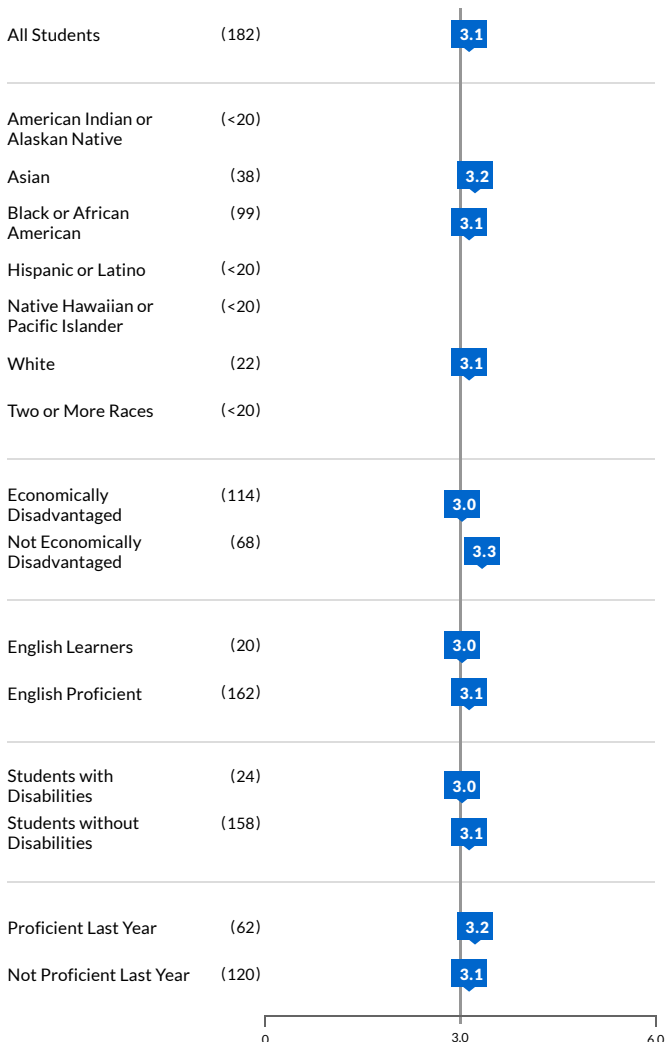 All Students (182) 3.1
American Indian or (<20)
Alaskan Native
Asian (38) 3.2
Black or African (99) 3.1
American
Hispanic or Latino (<20)
Native Hawaiian or (<20)
Pacific Islander
White (22) 3.1
Two or More Races (<20)
Economically (114) 3.0
Disadvantaged
Not Economically (68) 3.3
Disadvantaged
English Learners (20) 3.0
English Proficient (162) 3.1
Students with (24) 3.0
Disabilities
Students without (158) 3.1
Disabilities
Proficient Last Year (62) 3.2
Not Proficient Last Year (120) 3.1
0 3.0 6.0